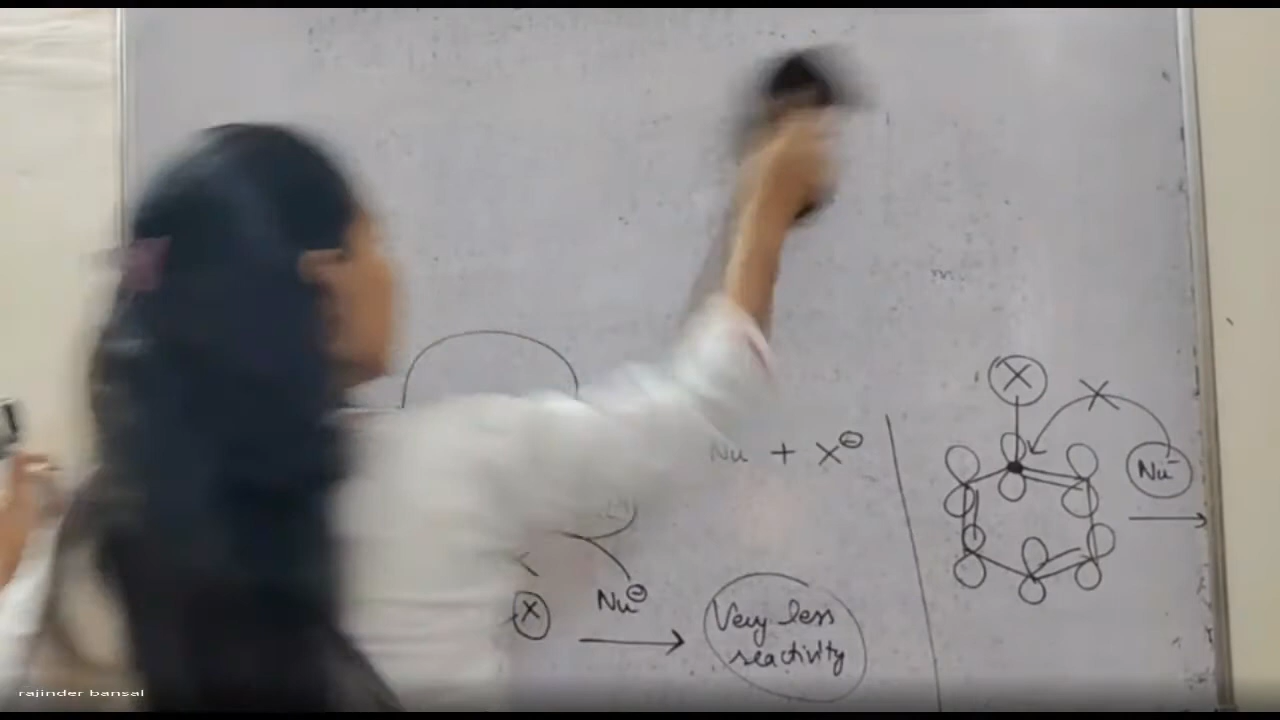 X
X
Nu + X⊖
Nu⁻
Nu⊖
X
Very less
reactivity
rajinder bansal